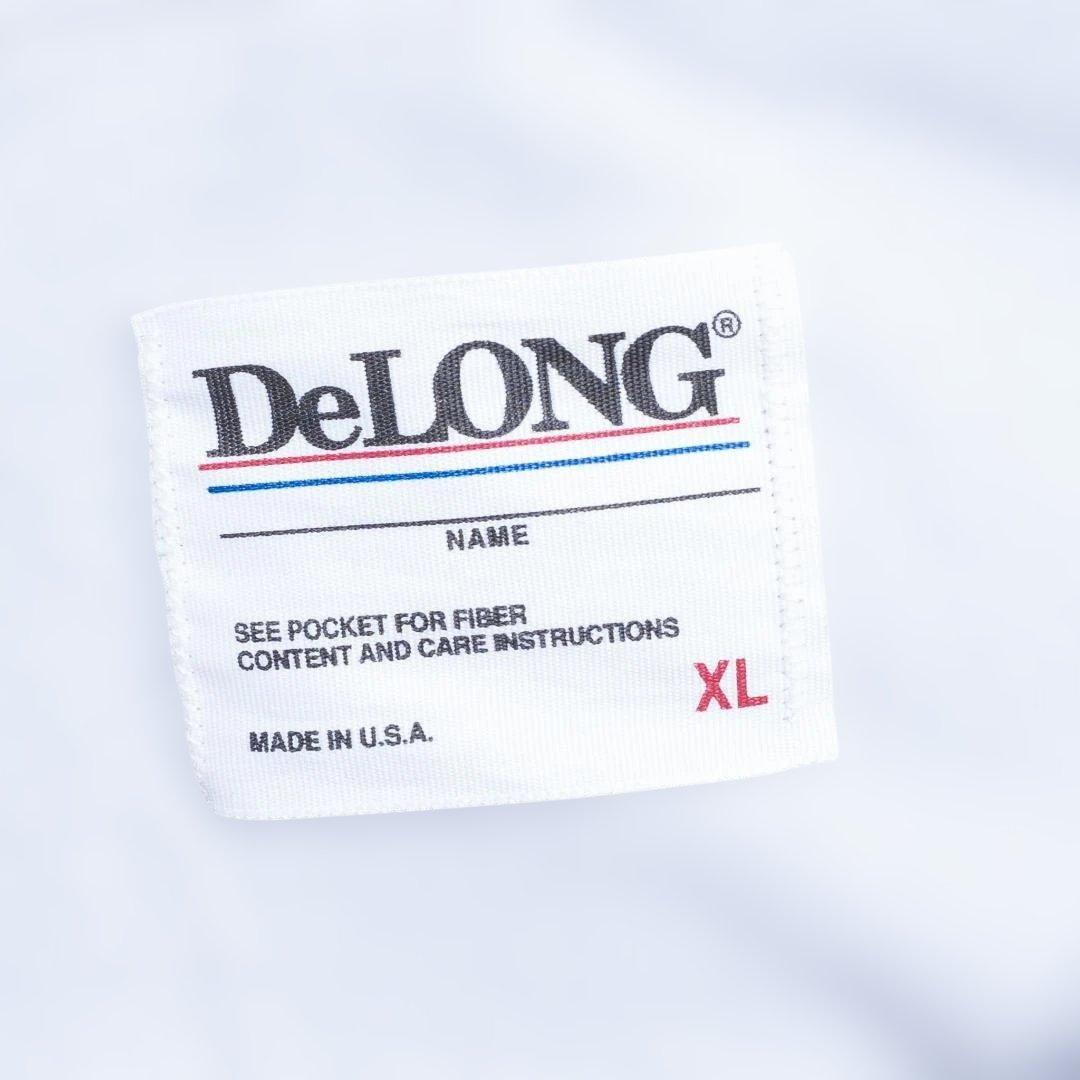 DeLONG®
NAME
SEE POCKET FOR FIBER
CONTENT AND CARE INSTRUCTIONS
XL
MADE IN U.S.A.